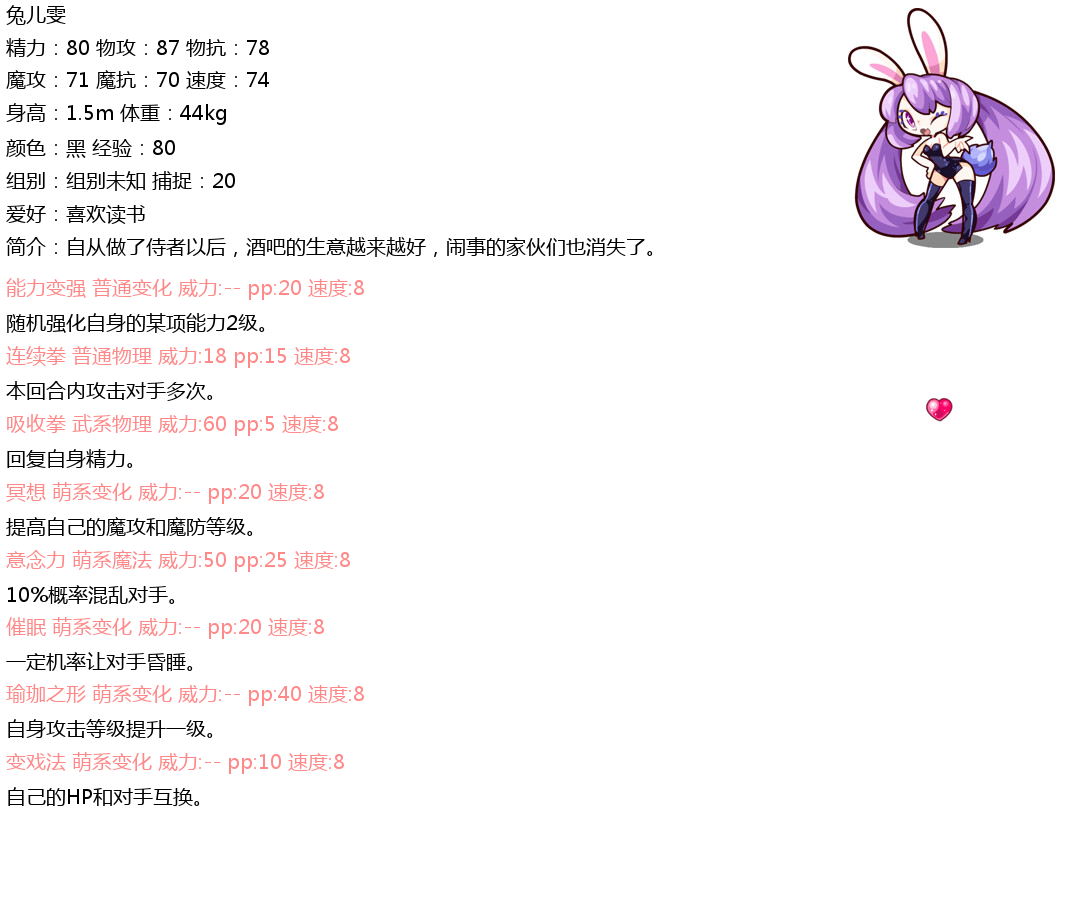 兔儿雯
精力：80 物攻：87 物抗：78
魔攻：71 魔抗：70 速度：74
身高：1.5m 体重：44kg
颜色：黑 经验：80
组别：组别未知 捕捉：20
爱好：喜欢读书
简介：自从做了侍者以后，酒吧的生意越来越好，闹事的家伙们也消失了。
能力变强 普通变化 威力:-- pp:20 速度:8
随机强化自身的某项能力2级。
连续拳 普通物理 威力:18 pp:15 速度:8
本回合内攻击对手多次。
吸收拳 武系物理 威力:60 pp:5 速度:8
回复自身精力。
冥想 萌系变化 威力:-- pp:20 速度:8
提高自己的魔攻和魔防等级。
意念力 萌系魔法 威力:50 pp:25 速度:8
10%概率混乱对手。
催眠 萌系变化 威力:-- pp:20 速度:8
一定机率让对手昏睡。
瑜珈之形 萌系变化 威力:-- pp:40 速度:8
自身攻击等级提升一级。
变戏法 萌系变化 威力:-- pp:10 速度:8
自己的HP和对手互换。